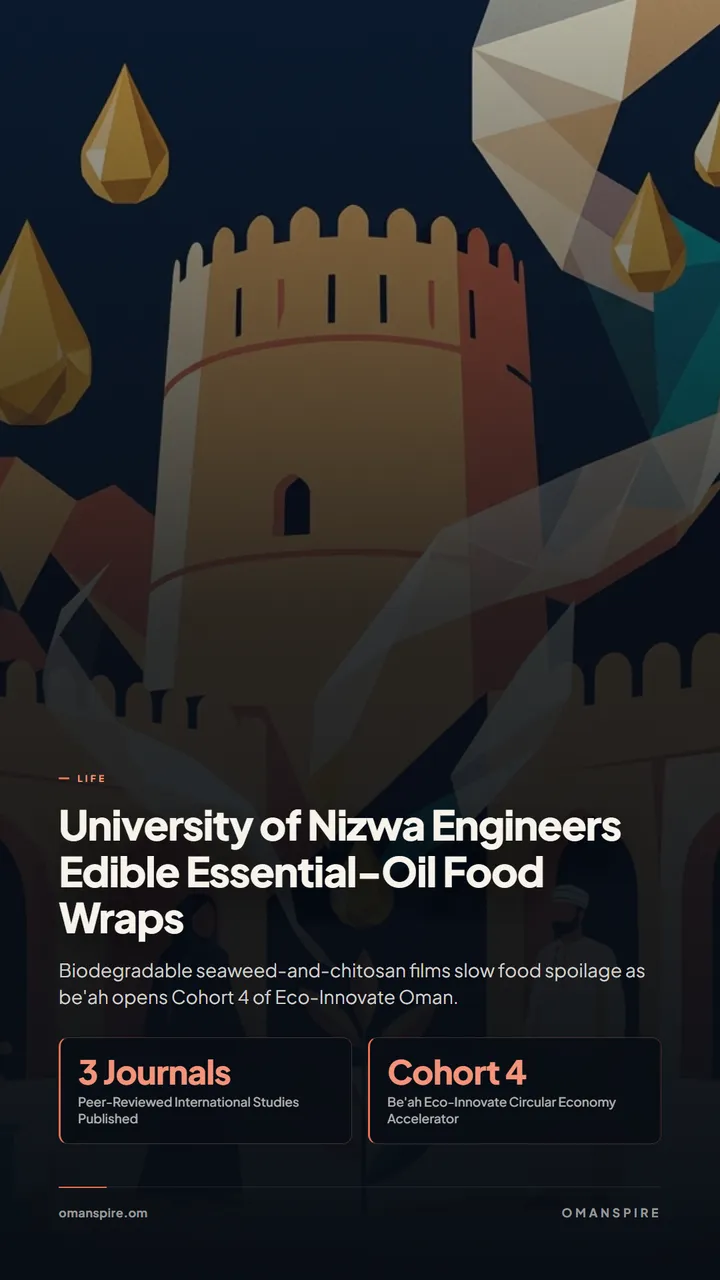 — LIFE
University of Nizwa Engineers
Edible Essential-Oil Food
Wraps
Biodegradable seaweed-and-chitosan films slow food spoilage as
be'ah opens Cohort 4 of Eco-Innovate Oman.
3 Journals
Peer-Reviewed International Studies
Published
Cohort 4
Be'ah Eco-Innovate Circular Economy
Accelerator
omanspire.om
OMANSPIRE